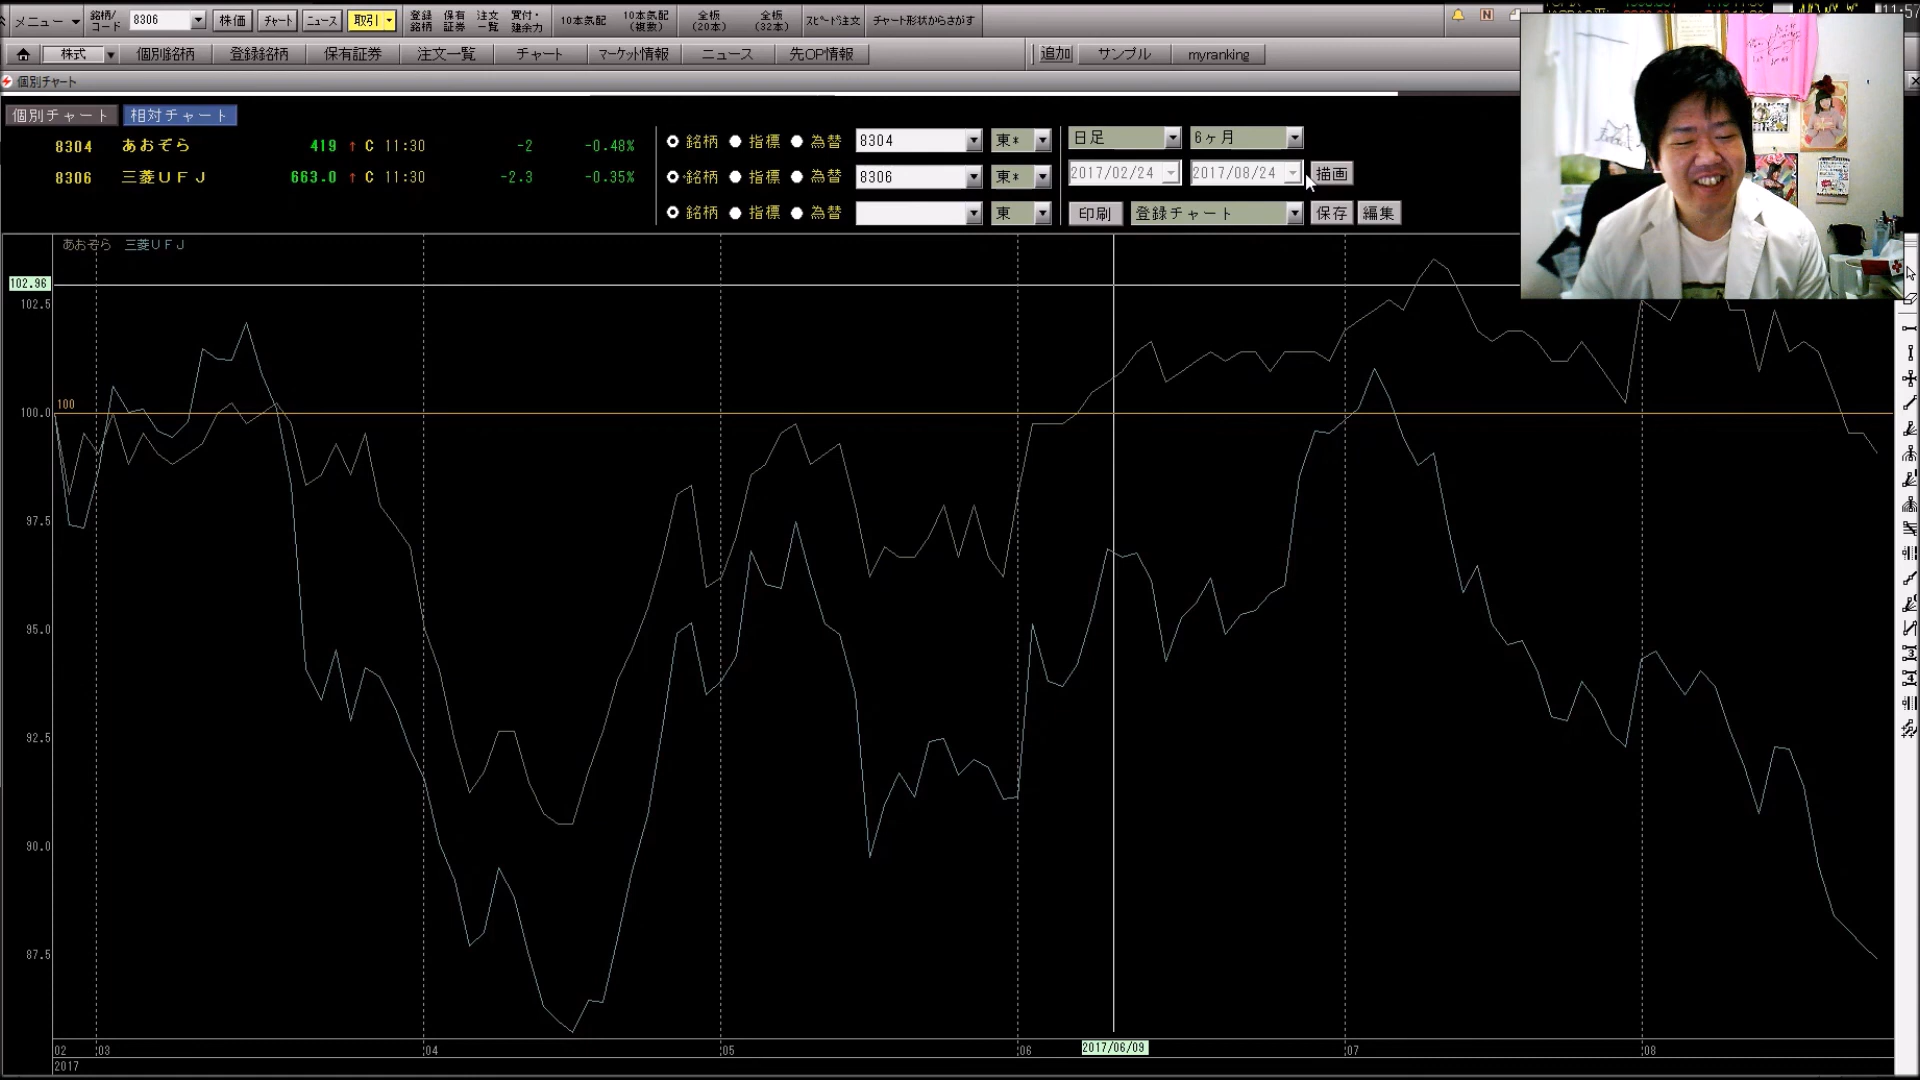 メニュー 銘柄/コード 8306 株価 チャート ニュース 取引 登録銘柄 保有証券 注文一覧 買付・建余力 10本気配 10本気配(複数) 全板(20本) 全板(32本) スピード注文 チャート形状からさがす
11:57
株式 個別銘柄 登録銘柄 保有証券 注文一覧 チャート マーケット情報 ニュース 先OP情報 追加 サンプル myranking
個別チャート
個別チャート 相対チャート
8304 あおぞら 419 ↑ C 11:30 -2 -0.48% 銘柄 指標 為替 8304 東* 日足 6ヶ月
8306 三菱UFJ 663.0 ↑ C 11:30 -2.3 -0.35% 銘柄 指標 為替 8306 東* 2017/02/24 2017/08/24 描画
銘柄 指標 為替 東 印刷 登録チャート 保存 編集
あおぞら 三菱UFJ
102.96
102.5
100
100.0
97.5
95.0
92.5
90.0
87.5
02 03 04 05 06 2017/06/09 07 08
2017